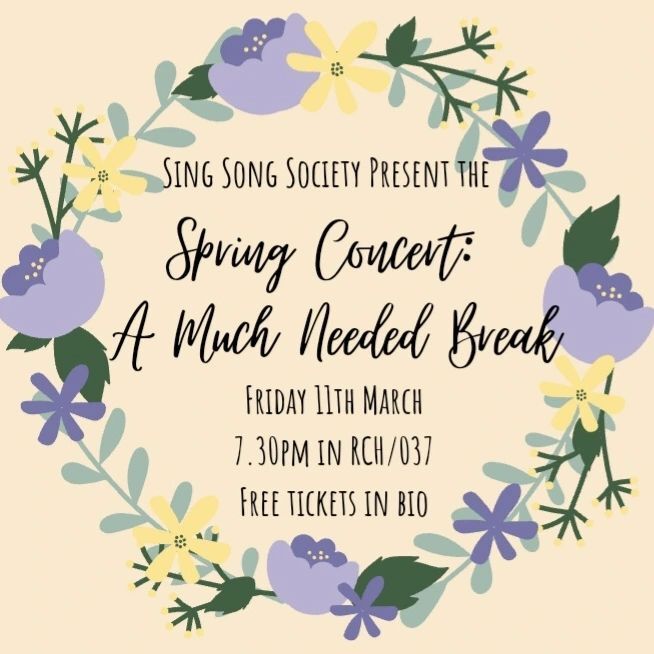 Sing Song Society Present the
Spring Concert:
A Much Needed Break
Friday 11th March
7.30pm in RCH/037
Free tickets in bio